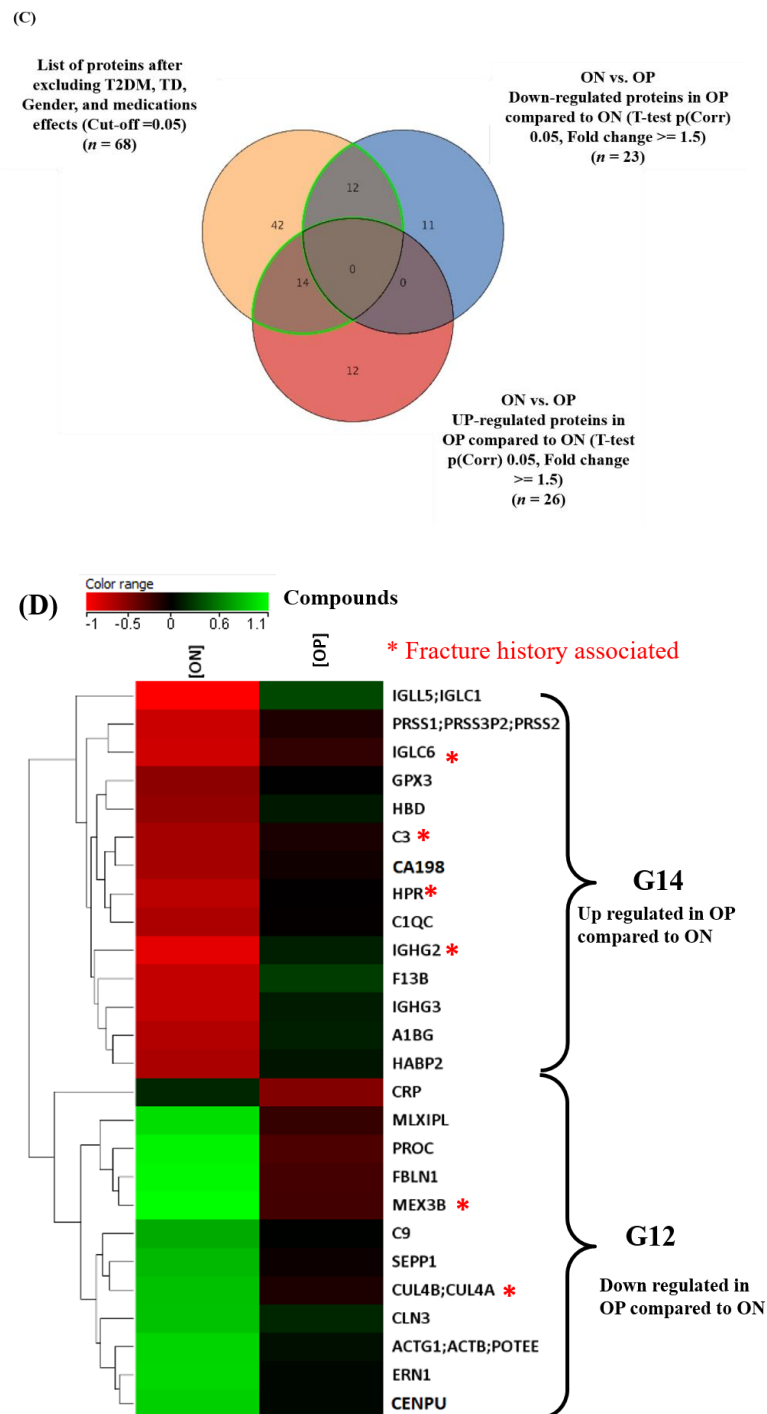 (C)
List of proteins after
excluding T2DM, TD,
Gender, and medications
effects (Cut-off =0.05)
(n = 68)
ON vs. OP
Down-regulated proteins in OP
compared to ON (T-test p(Corr)
0.05, Fold change >= 1.5)
(n = 23)
12
42
11
0
14
0
12
ON vs. OP
UP-regulated proteins in
OP compared to ON (T-test
p(Corr) 0.05, Fold change
>= 1.5)
(n = 26)
(D)
Color range
-1 -0.5 0 0.6 1.1
Compounds
[ON] [OP]
* Fracture history associated
IGLL5;IGLC1
PRSS1;PRSS3P2;PRSS2
IGLC6 *
GPX3
HBD
C3 *
CA198
HPR*
C1QC
IGHG2 *
F13B
IGHG3
A1BG
HABP2
G14
Up regulated in OP
compared to ON
CRP
MLXIPL
PROC
FBLN1
MEX3B *
C9
SEPP1
CUL4B;CUL4A *
CLN3
ACTG1;ACTB;POTEE
ERN1
CENPU
G12
Down regulated in
OP compared to ON